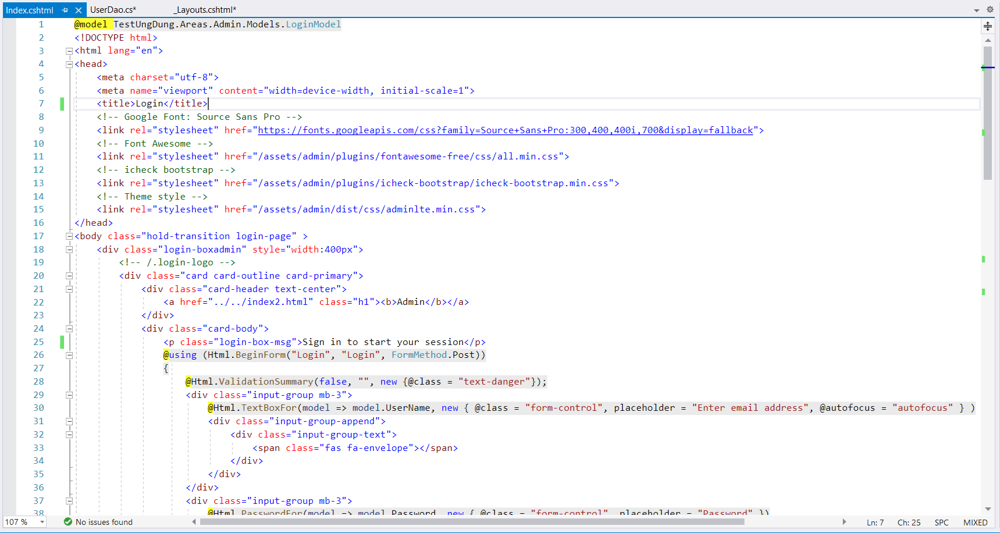 Index.cshtml UserDao.cs* _Layouts.cshtml*
1 @model TestUngDung.Areas.Admin.Models.LoginModel
2 <!DOCTYPE html>
3 <html lang="en">
4 <head>
5 <meta charset="utf-8">
6 <meta name="viewport" content="width=device-width, initial-scale=1">
7 <title>Login</title>
8 <!-- Google Font: Source Sans Pro -->
9 <link rel="stylesheet" href="https://fonts.googleapis.com/css?family=Source+Sans+Pro:300,400,400i,700&display=fallback">
10 <!-- Font Awesome -->
11 <link rel="stylesheet" href="/assets/admin/plugins/fontawesome-free/css/all.min.css">
12 <!-- icheck bootstrap -->
13 <link rel="stylesheet" href="/assets/admin/plugins/icheck-bootstrap/icheck-bootstrap.min.css">
14 <!-- Theme style -->
15 <link rel="stylesheet" href="/assets/admin/dist/css/adminlte.min.css">
16 </head>
17 <body class="hold-transition login-page" >
18 <div class="login-boxadmin" style="width:400px">
19 <!-- /.login-logo -->
20 <div class="card card-outline card-primary">
21 <div class="card-header text-center">
22 <a href="../../index2.html" class="h1"><b>Admin</b></a>
23 </div>
24 <div class="card-body">
25 <p class="login-box-msg">Sign in to start your session</p>
26 @using (Html.BeginForm("Login", "Login", FormMethod.Post))
27 {
28 @Html.ValidationSummary(false, "", new {@class = "text-danger"});
29 <div class="input-group mb-3">
30 @Html.TextBoxFor(model => model.UserName, new { @class = "form-control", placeholder = "Enter email address", @autofocus = "autofocus" } )
31 <div class="input-group-append">
32 <div class="input-group-text">
33 <span class="fas fa-envelope"></span>
34 </div>
35 </div>
36 </div>
37 <div class="input-group mb-3">
38 @Html.PasswordFor(model => model.Password, new { @class = "form-control", placeholder = "Password" })
107 % No issues found Ln: 7 Ch: 25 SPC MIXED